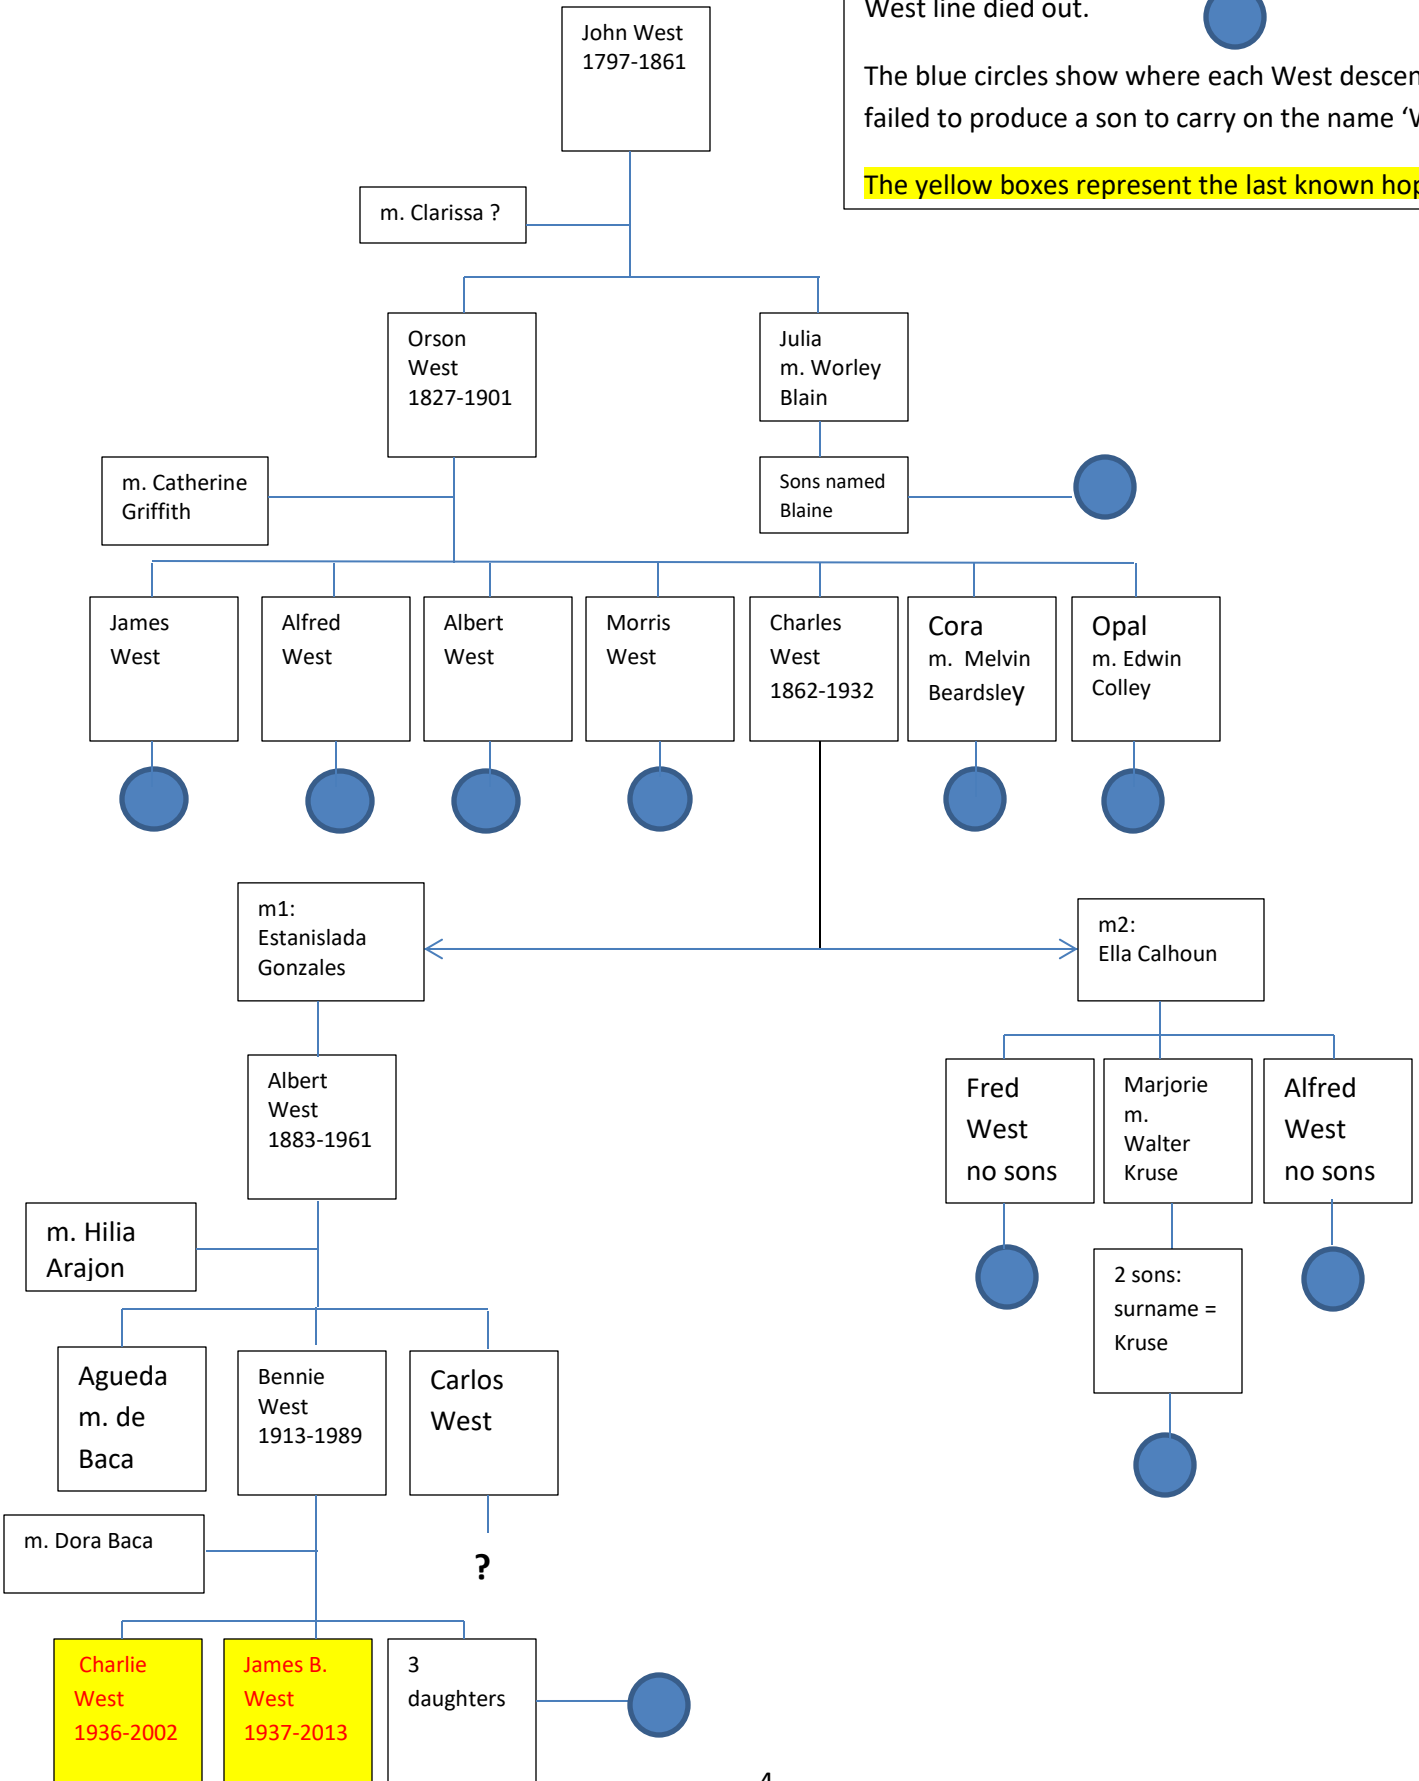 West line died out.
The blue circles show where each West
failed to produce a son to carry on the name
The yellow boxes represent the last known
John West
1797-1861
m. Clarissa ?
Orson
West
1827-1901
Julia
m. Worley
Blain
m. Catherine
Griffith
Sons named
Blaine
James
West
Alfred
West
Albert
West
Morris
West
Charles
West
1862-1932
Cora
m. Melvin
Beardsley
Opal
m. Edwin
Colley
m1:
Estanislada
Gonzales
m2:
Ella Calhoun
Albert
West
1883-1961
Fred
West
no sons
Marjorie
m.
Walter
Kruse
Alfred
West
no sons
m. Hilia
Arajon
2 sons:
surname =
Kruse
Agueda
m. de
Baca
Bennie
West
1913-1989
Carlos
West
m. Dora Baca
?
Charlie
West
1936-2002
James B.
West
1937-2013
3
daughters
4